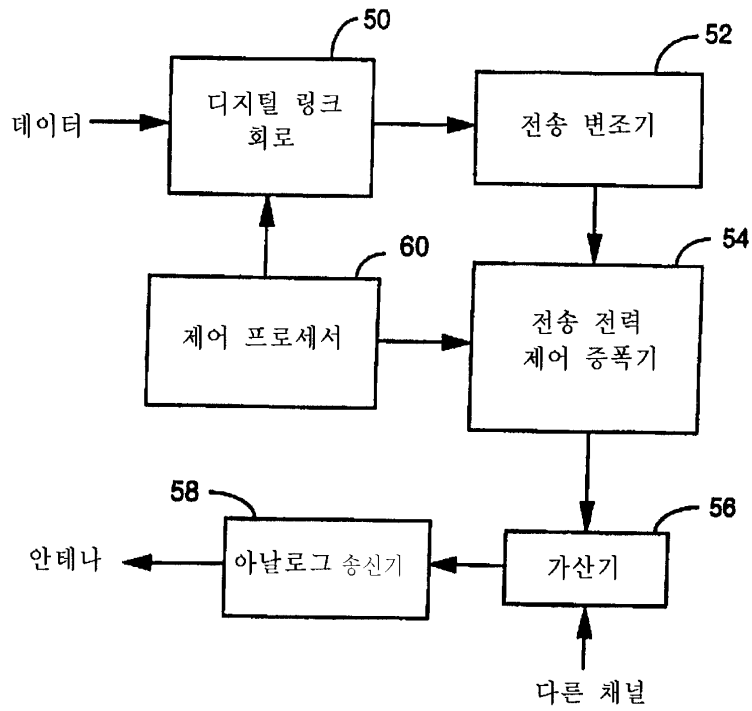 50
52
데이터
디지털 링크
회로
전송 변조기
60
54
제어 프로세서
전송 전력
제어 증폭기
58
56
안테나
아날로그 송신기
가산기
다른 채널